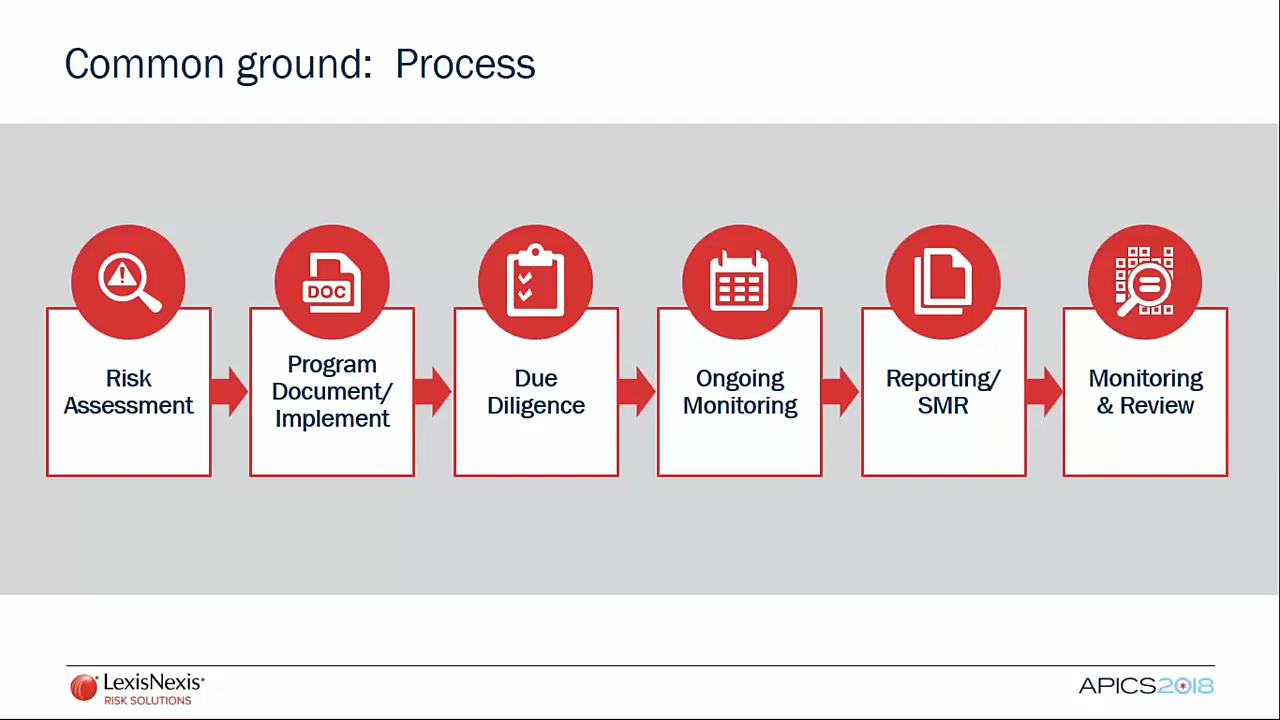 Common ground: Process
DOC
Risk
Assessment
Program
Document/
Implement
Due
Diligence
Ongoing
Monitoring
Reporting/
SMR
Monitoring
& Review
LexisNexis®
RISK SOLUTIONS
APICS2018